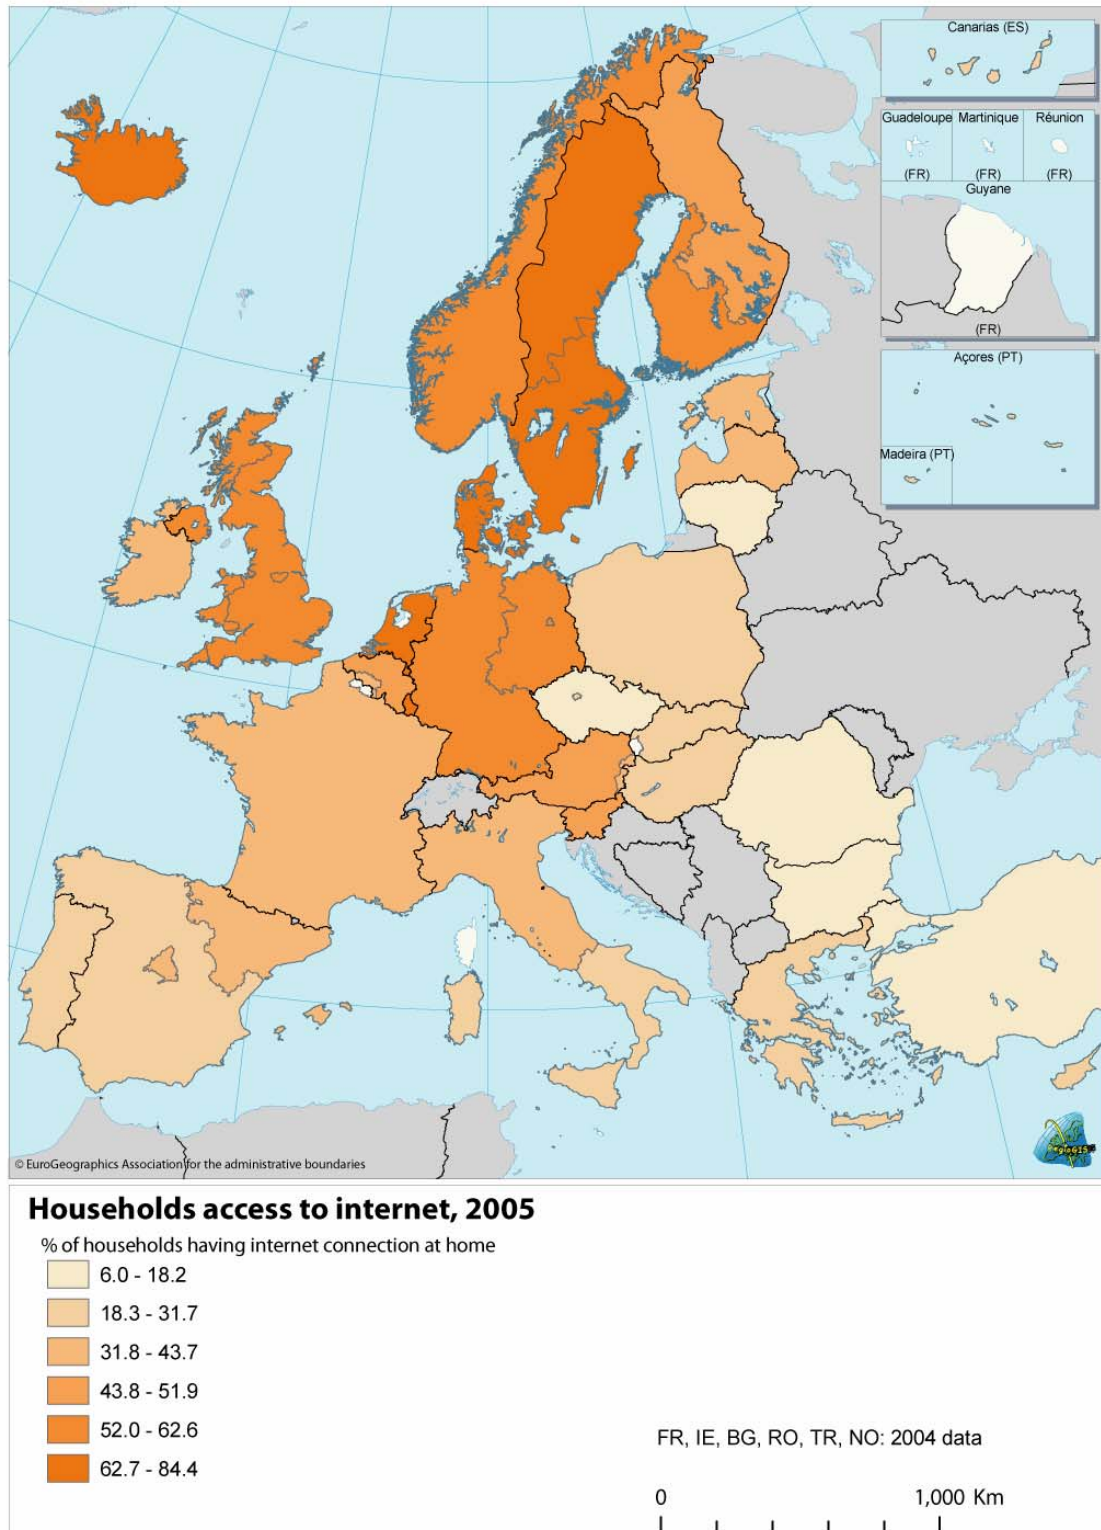 Canarias (ES)
Guadeloupe Martinique Réunion
(FR) (FR) (FR)
Guyane
(FR)
Açores (PT)
Madeira (PT)
© EuroGeographics Association for the administrative boundaries
Households access to internet, 2005
% of households having internet connection at home
6.0 - 18.2
18.3 - 31.7
31.8 - 43.7
43.8 - 51.9
52.0 - 62.6
62.7 - 84.4
FR, IE, BG, RO, TR, NO: 2004 data
0 1,000 Km